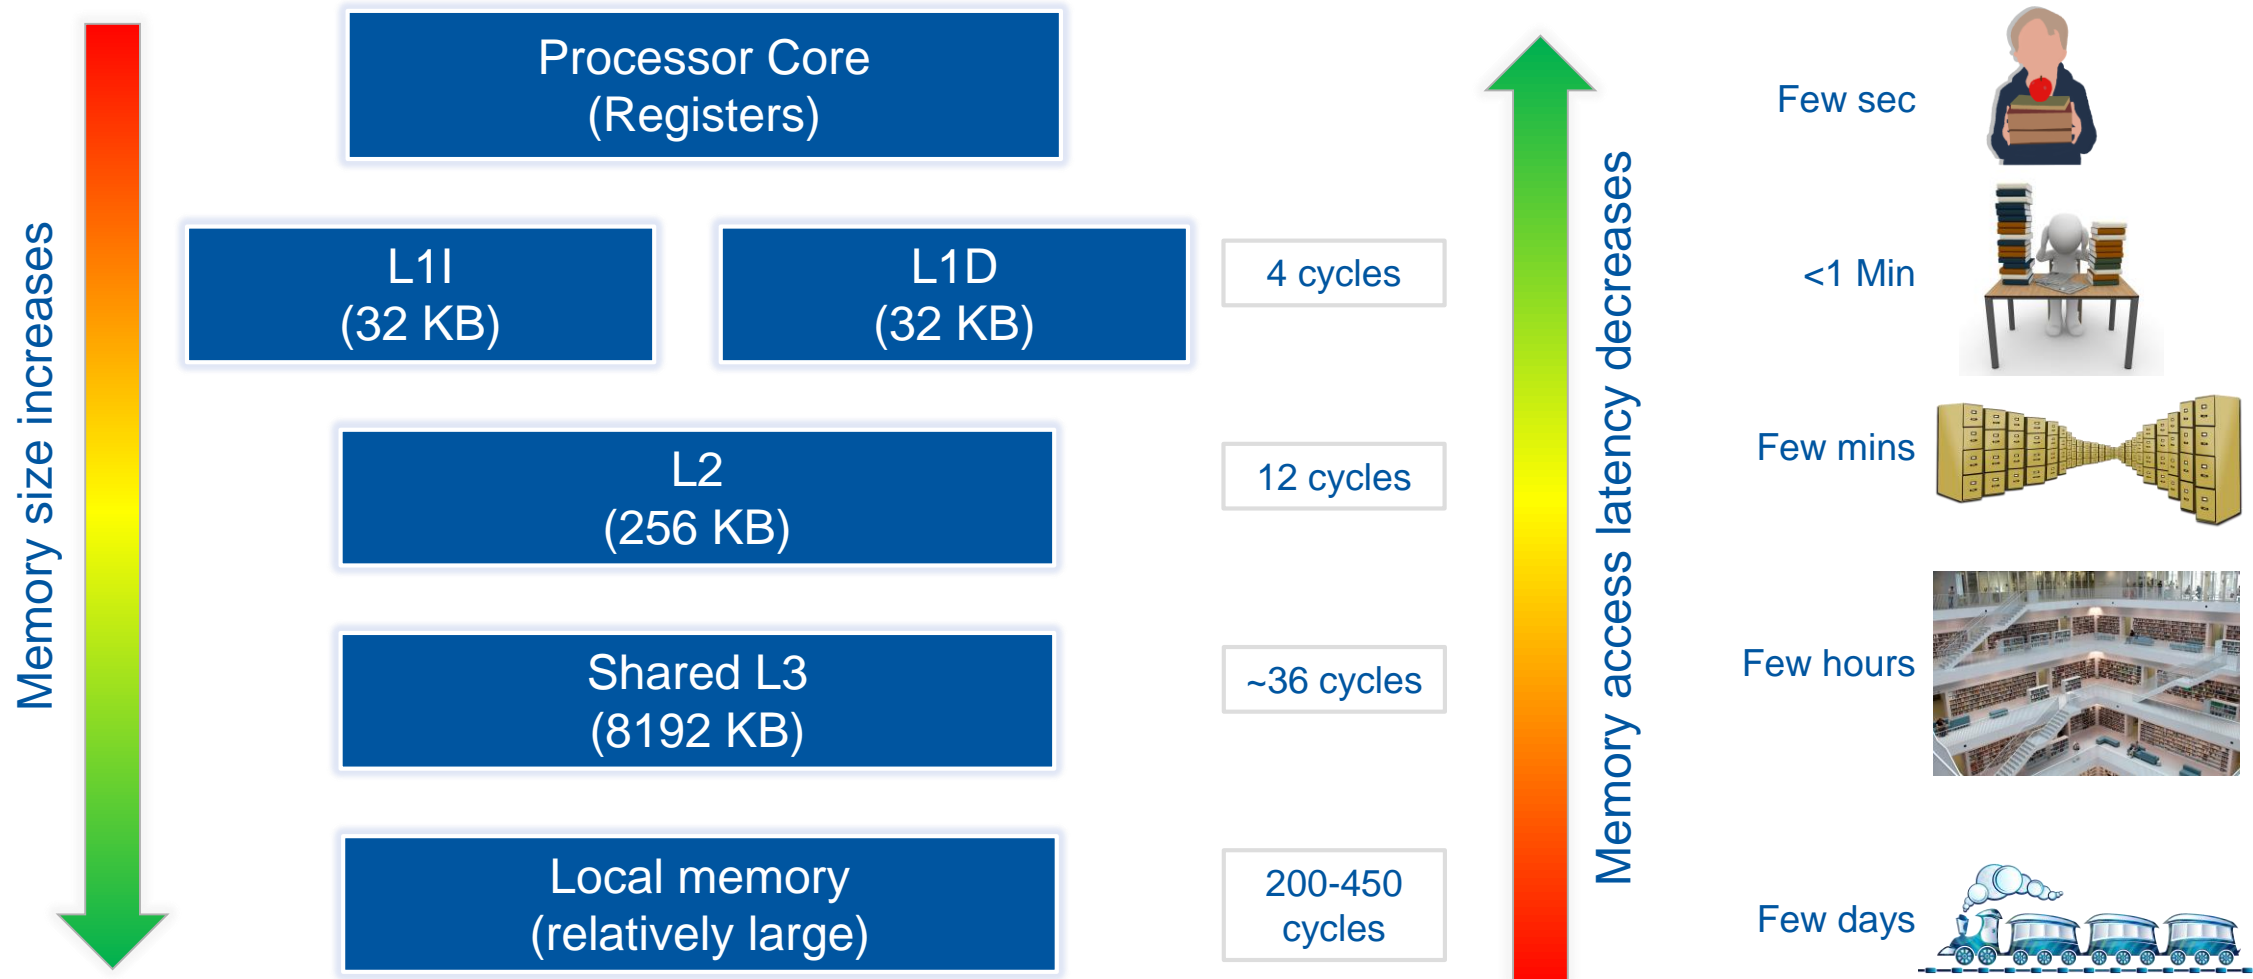 Processor Core
(Registers)
Few sec
L1I
(32 KB)
L1D
(32 KB)
4 cycles
<1 Min
L2
(256 KB)
12 cycles
Few mins
Shared L3
(8192 KB)
~36 cycles
Few hours
Local memory
(relatively large)
200-450
cycles
Few days
Memory size increases
Memory access latency decreases